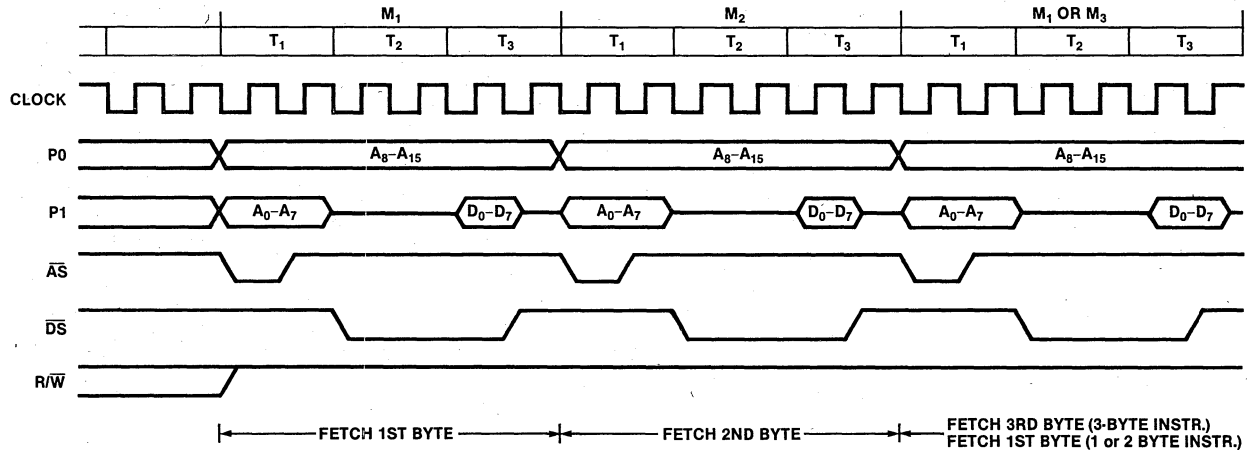 M₁ M₂ M₁ OR M₃
T₁ T₂ T₃ T₁ T₂ T₃ T₁ T₂ T₃
CLOCK
P0 A₈–A₁₅ A₈–A₁₅ A₈–A₁₅
P1 A₀–A₇ D₀–D₇ A₀–A₇ D₀–D₇ A₀–A₇ D₀–D₇
A̅S̅
D̅S̅
R/W̅
FETCH 1ST BYTE FETCH 2ND BYTE FETCH 3RD BYTE (3-BYTE INSTR.)
FETCH 1ST BYTE (1 or 2 BYTE INSTR.)